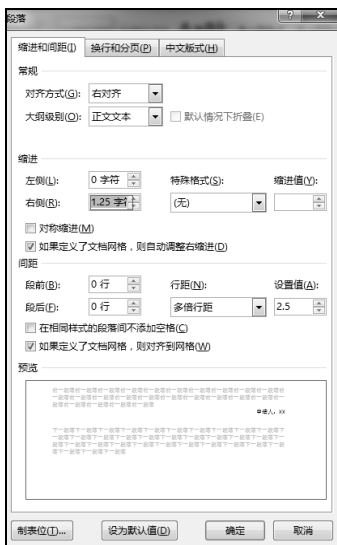 段落
缩进和间距(I) 换行和分页(P) 中文版式(H)
常规
对齐方式(G): 右对齐
大纲级别(O): 正文文本 默认情况下折叠(E)
缩进
左侧(L): 0 字符 特殊格式(S): 缩进值(Y):
右侧(R): 1.25 字符 (无)
对称缩进(M)
如果定义了文档网格，则自动调整右缩进(D)
间距
段前(B): 0 行 行距(N): 设置值(A):
段后(F): 0 行 多倍行距 2.5
在相同样式的段落间不添加空格(C)
如果定义了文档网格，则对齐到网格(W)
预览
申请人：XX
制表位(T)... 设为默认值(D) 确定 取消